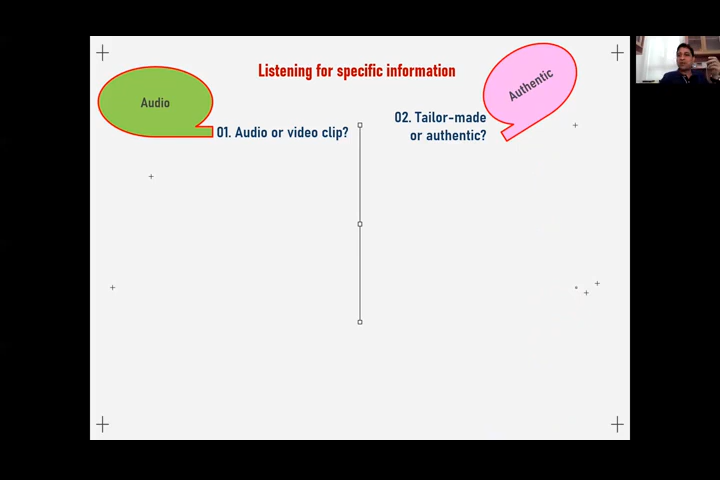 Listening for specific information
Audio
01. Audio or video clip?
Authentic
02. Tailor-made
or authentic?